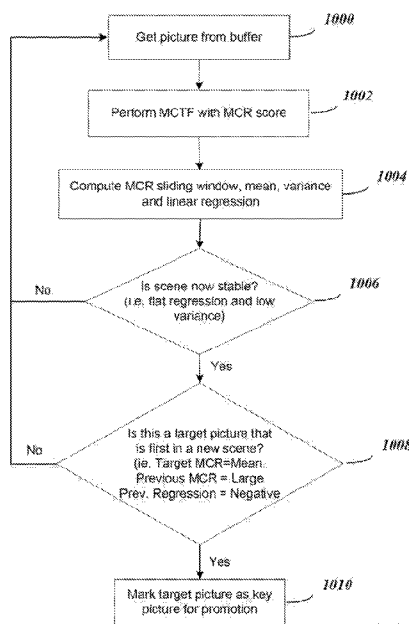 1000
Get picture from buffer
1002
Perform MCTF with MCR score
1004
Compute MCR sliding window, mean, variance
and linear regression
1006
Is scene now stable?
(i.e. flat regression and low
variance)
No
Yes
1008
Is this a target picture that
is first in a new scene?
(ie. Target MCR=Mean.
Previous MCR = Large
Prev. Regression = Negative
No
Yes
1010
Mark target picture as key
picture for promotion